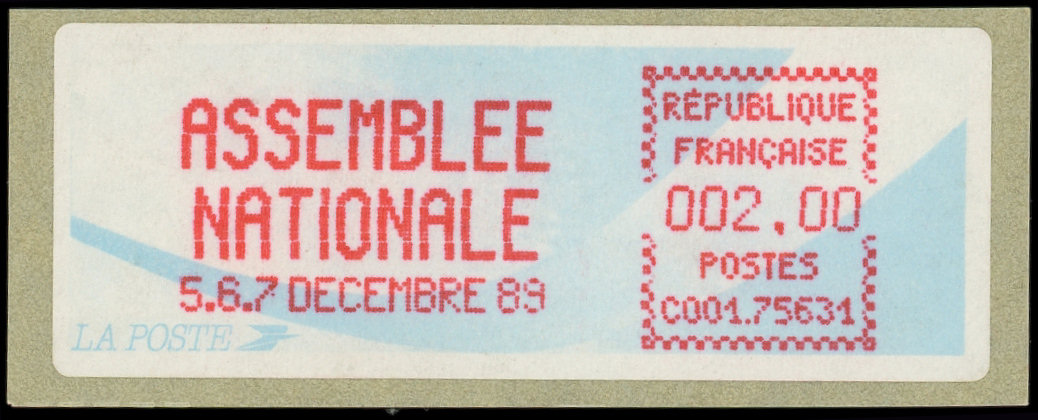 ASSEMBLEE
NATIONALE
5.6.7 DECEMBRE 89
LA POSTE
RÉPUBLIQUE
FRANÇAISE
002,00
POSTES
C001.75631